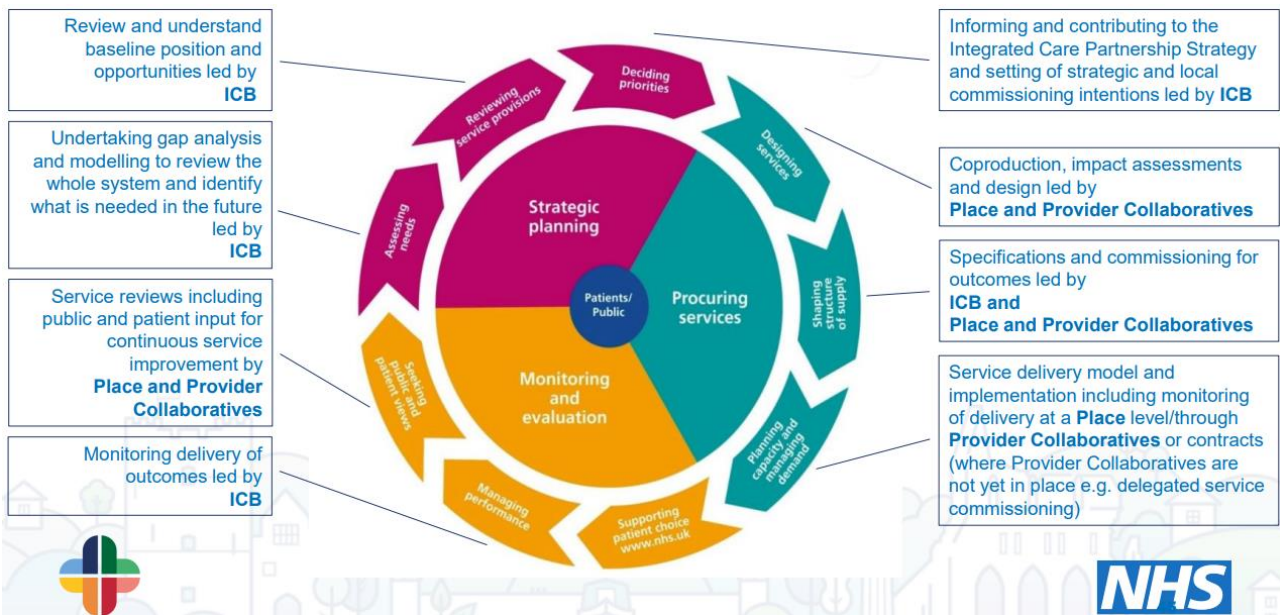 Review and understand
baseline position and
opportunities led by
ICB
Undertaking gap analysis
and modelling to review the
whole system and identify
what is needed in the future
led by
ICB
Service reviews including
public and patient input for
continuous service
improvement by
Place and Provider
Collaboratives
Monitoring delivery of
outcomes led by
ICB
Deciding
priorities
Designing
services
Shaping
structure
of supply
Planning
capacity and
managing
demand
Supporting
patient choice
www.nhs.uk
Managing
performance
Seeking
public and
patient views
Assessing
needs
Reviewing
service provisions
Strategic
planning
Procuring
services
Monitoring
and
evaluation
Patients/
Public
Informing and contributing to the
Integrated Care Partnership Strategy
and setting of strategic and local
commissioning intentions led by ICB
Coproduction, impact assessments
and design led by
Place and Provider Collaboratives
Specifications and commissioning for
outcomes led by
ICB and
Place and Provider Collaboratives
Service delivery model and
implementation including monitoring
of delivery at a Place level/through
Provider Collaboratives or contracts
(where Provider Collaboratives are
not yet in place e.g. delegated service
commissioning)
NHS